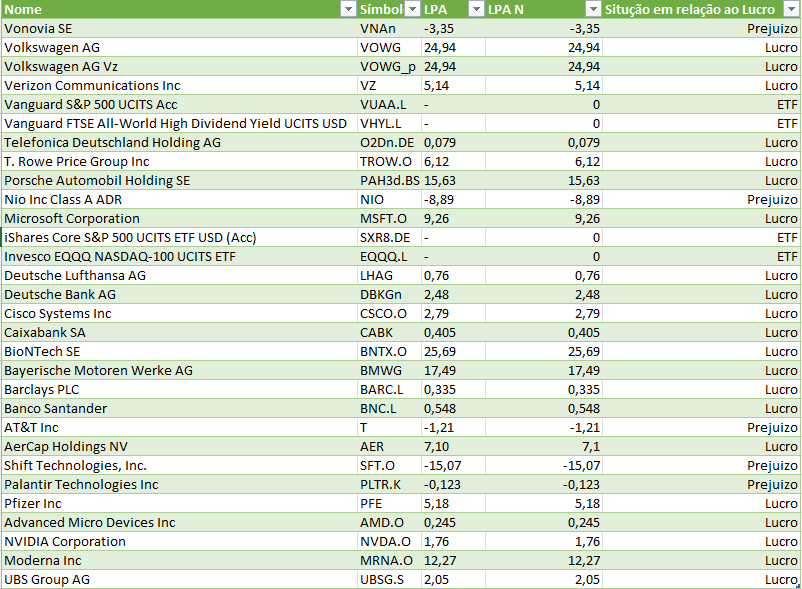 Nome Símbol LPA LPA N Situção em relação ao Lucro
Vonovia SE VNAn -3,35 -3,35 Prejuizo
Volkswagen AG VOWG 24,94 24,94 Lucro
Volkswagen AG Vz VOWG_p 24,94 24,94 Lucro
Verizon Communications Inc VZ 5,14 5,14 Lucro
Vanguard S&P 500 UCITS Acc VUAA.L - 0 ETF
Vanguard FTSE All-World High Dividend Yield UCITS USD VHYL.L - 0 ETF
Telefonica Deutschland Holding AG O2Dn.DE 0,079 0,079 Lucro
T. Rowe Price Group Inc TROW.O 6,12 6,12 Lucro
Porsche Automobil Holding SE PAH3d.BS 15,63 15,63 Lucro
Nio Inc Class A ADR NIO -8,89 -8,89 Prejuizo
Microsoft Corporation MSFT.O 9,26 9,26 Lucro
iShares Core S&P 500 UCITS ETF USD (Acc) SXR8.DE - 0 ETF
Invesco EQQQ NASDAQ-100 UCITS ETF EQQQ.L - 0 ETF
Deutsche Lufthansa AG LHAG 0,76 0,76 Lucro
Deutsche Bank AG DBKGn 2,48 2,48 Lucro
Cisco Systems Inc CSCO.O 2,79 2,79 Lucro
Caixabank SA CABK 0,405 0,405 Lucro
BioNTech SE BNTX.O 25,69 25,69 Lucro
Bayerische Motoren Werke AG BMWG 17,49 17,49 Lucro
Barclays PLC BARC.L 0,335 0,335 Lucro
Banco Santander BNC.L 0,548 0,548 Lucro
AT&T Inc T -1,21 -1,21 Prejuizo
AerCap Holdings NV AER 7,10 7,1 Lucro
Shift Technologies, Inc. SFT.O -15,07 -15,07 Prejuizo
Palantir Technologies Inc PLTR.K -0,123 -0,123 Prejuizo
Pfizer Inc PFE 5,18 5,18 Lucro
Advanced Micro Devices Inc AMD.O 0,245 0,245 Lucro
NVIDIA Corporation NVDA.O 1,76 1,76 Lucro
Moderna Inc MRNA.O 12,27 12,27 Lucro
UBS Group AG UBSG.S 2,05 2,05 Lucro